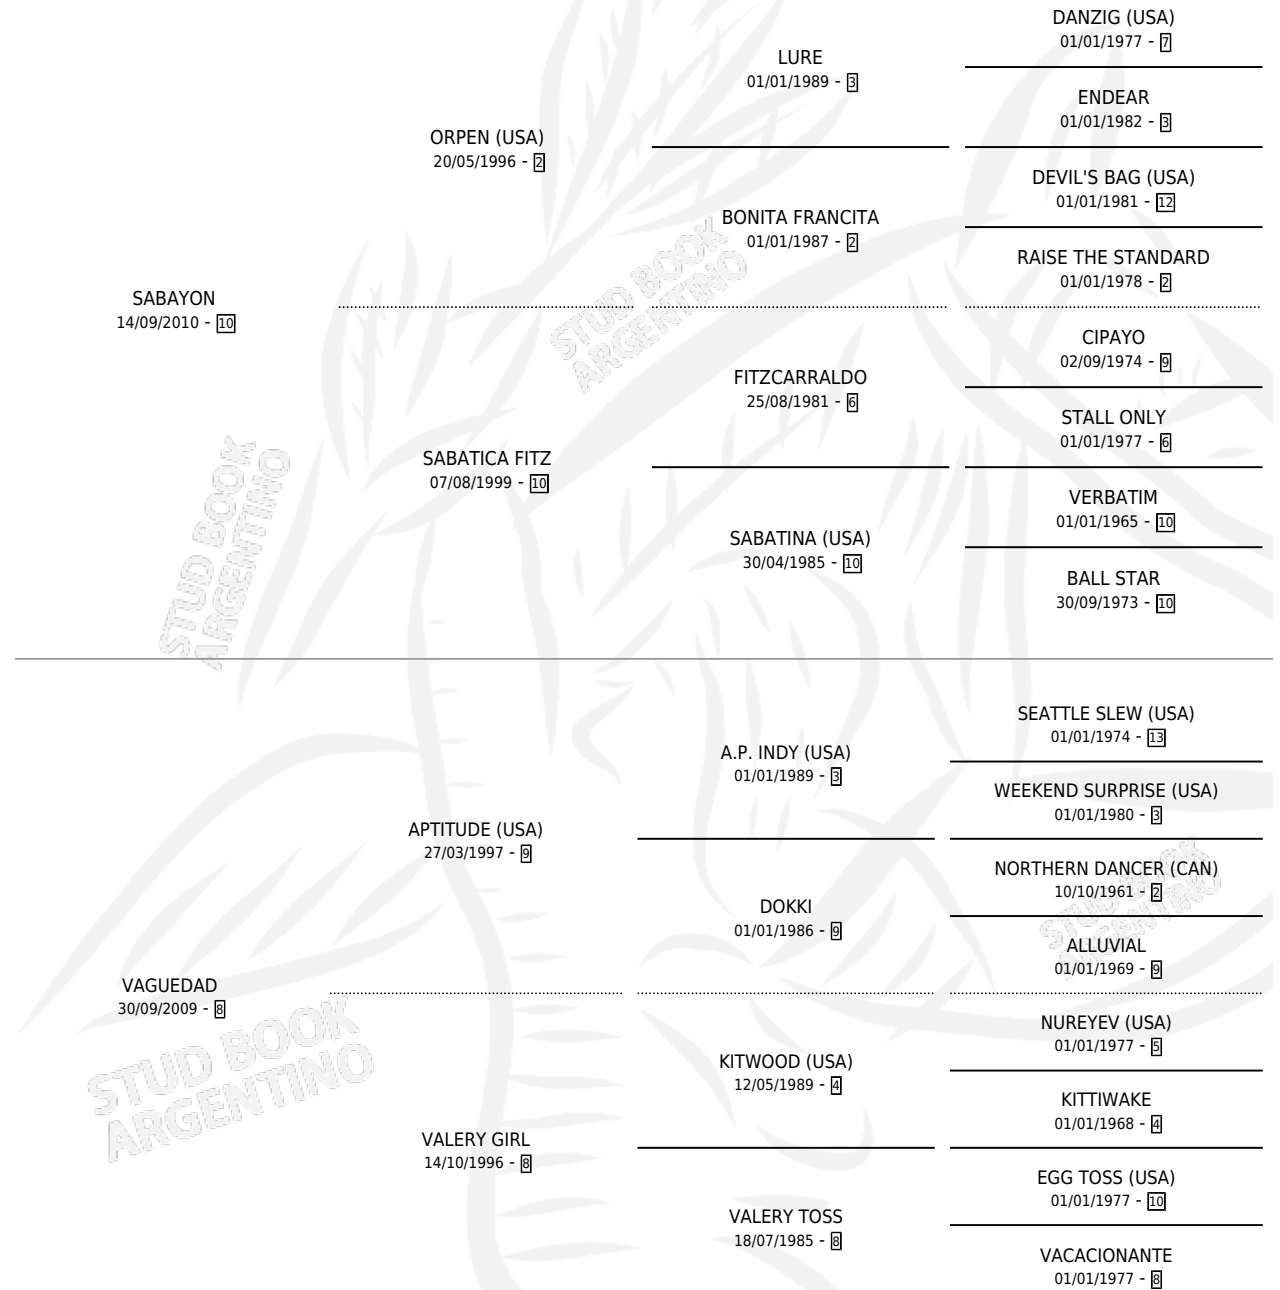 DANZIG (USA)
01/01/1977 - 7
LURE
01/01/1989 - 3
ENDEAR
01/01/1982 - 3
ORPEN (USA)
20/05/1996 - 2
DEVIL'S BAG (USA)
01/01/1981 - 12
BONITA FRANCITA
01/01/1987 - 2
RAISE THE STANDARD
01/01/1978 - 2
SABAYON
14/09/2010 - 10
CIPAYO
02/09/1974 - 9
FITZCARRALDO
25/08/1981 - 6
STALL ONLY
01/01/1977 - 6
SABATICA FITZ
07/08/1999 - 10
VERBATIM
01/01/1965 - 10
SABATINA (USA)
30/04/1985 - 10
BALL STAR
30/09/1973 - 10
SEATTLE SLEW (USA)
01/01/1974 - 13
A.P. INDY (USA)
01/01/1989 - 3
WEEKEND SURPRISE (USA)
01/01/1980 - 3
APTITUDE (USA)
27/03/1997 - 9
NORTHERN DANCER (CAN)
10/10/1961 - 2
DOKKI
01/01/1986 - 9
ALLUVIAL
01/01/1969 - 9
VAGUEDAD
30/09/2009 - 8
NUREYEV (USA)
01/01/1977 - 5
KITWOOD (USA)
12/05/1989 - 4
KITTIWAKE
01/01/1968 - 4
VALERY GIRL
14/10/1996 - 8
EGG TOSS (USA)
01/01/1977 - 10
VALERY TOSS
18/07/1985 - 8
VACACIONANTE
01/01/1977 - 8
STUD BOOK
ARGENTINO
STUD BOOK
ARGENTINO
STUD BOOK
ARGENTINO
STUD BOOK
ARGENTINO